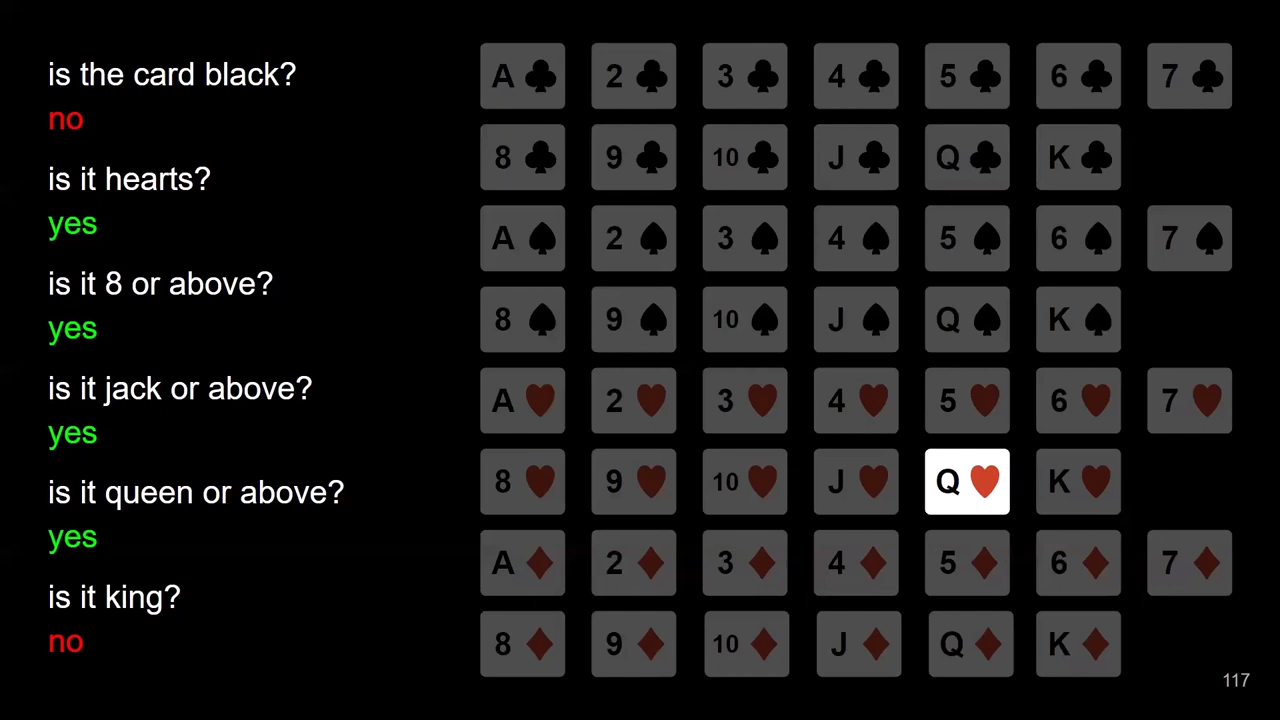 is the card black?
no
is it hearts?
yes
is it 8 or above?
yes
is it jack or above?
yes
is it queen or above?
yes
is it king?
no
A 2 3 4 5 6 7
8 9 10 J Q K
A 2 3 4 5 6 7
8 9 10 J Q K
A 2 3 4 5 6 7
8 9 10 J Q K
A 2 3 4 5 6 7
8 9 10 J Q K
117